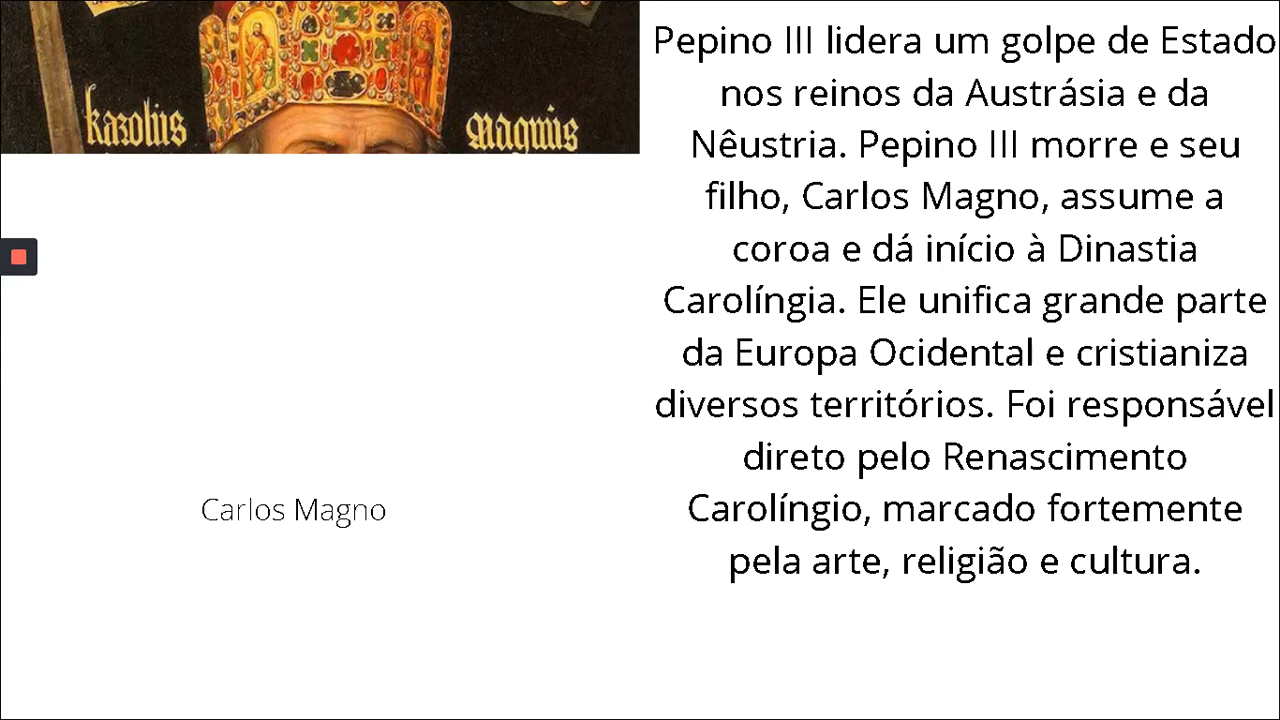 karolus magnus
Carlos Magno
Pepino III lidera um golpe de Estado
nos reinos da Austrásia e da
Nêustria. Pepino III morre e seu
filho, Carlos Magno, assume a
coroa e dá início à Dinastia
Carolíngia. Ele unifica grande parte
da Europa Ocidental e cristianiza
diversos territórios. Foi responsável
direto pelo Renascimento
Carolíngio, marcado fortemente
pela arte, religião e cultura.